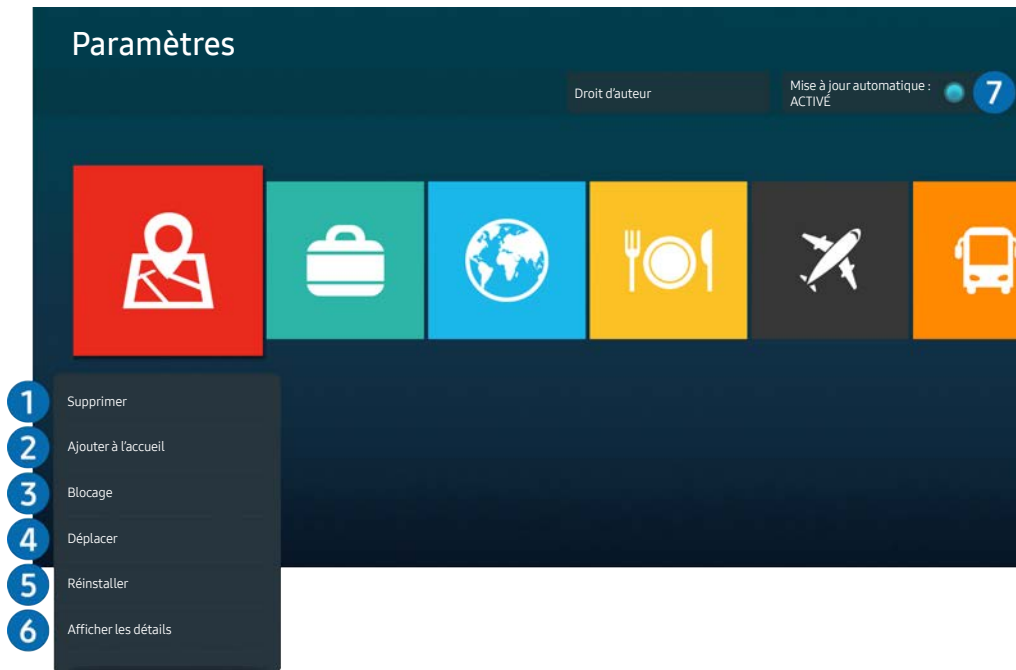 Paramètres
Droit d'auteur
Mise à jour automatique :
ACTIVÉ
7
1 Supprimer
2 Ajouter à l'accueil
3 Blocage
4 Déplacer
5 Réinstaller
6 Afficher les détails